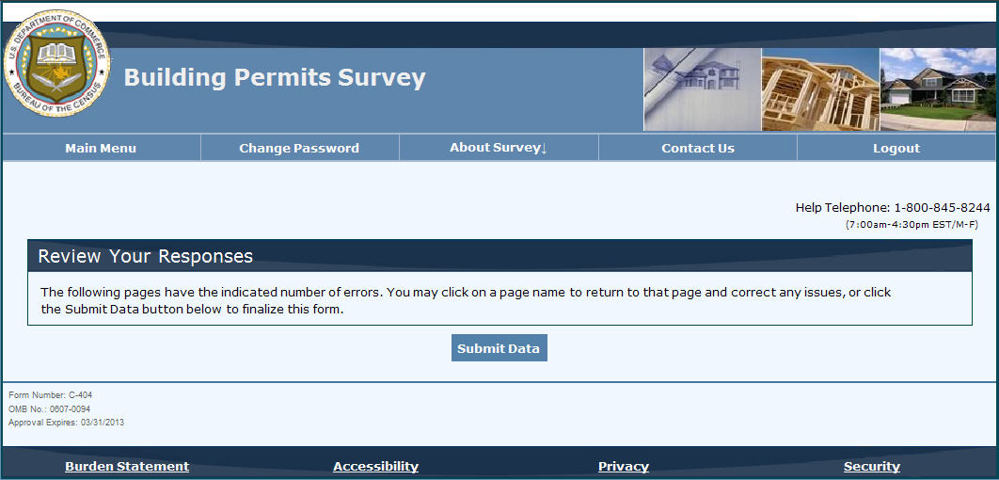 U.S. DEPARTMENT OF COMMERCE
BUREAU OF THE CENSUS
Building Permits Survey
Main Menu
Change Password
About Survey↓
Contact Us
Logout
Help Telephone: 1-800-845-8244
(7:00am-4:30pm EST/M-F)
Review Your Responses
The following pages have the indicated number of errors. You may click on a page name to return to that page and correct any issues, or click
the Submit Data button below to finalize this form.
Submit Data
Form Number: C-404
OMB No.: 0607-0094
Approval Expires: 03/31/2013
Burden Statement
Accessibility
Privacy
Security